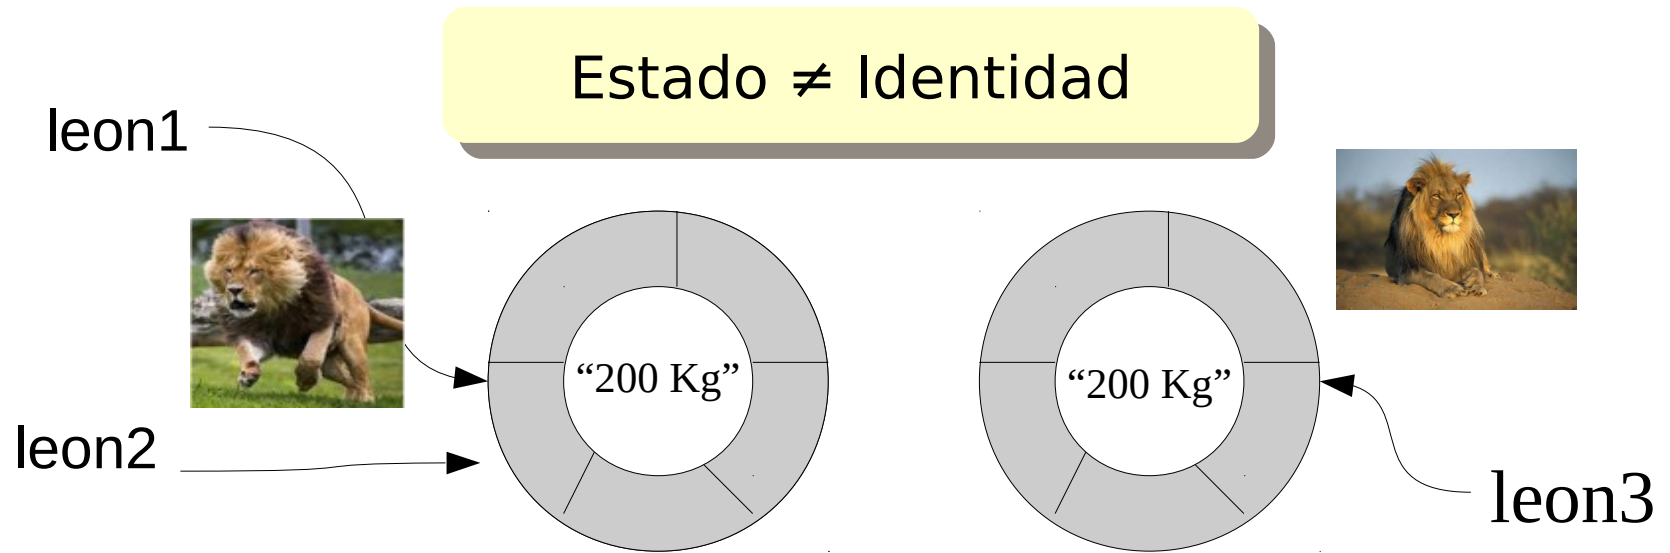 Estado ≠ Identidad
leon1
“200 Kg”
“200 Kg”
leon2
leon3